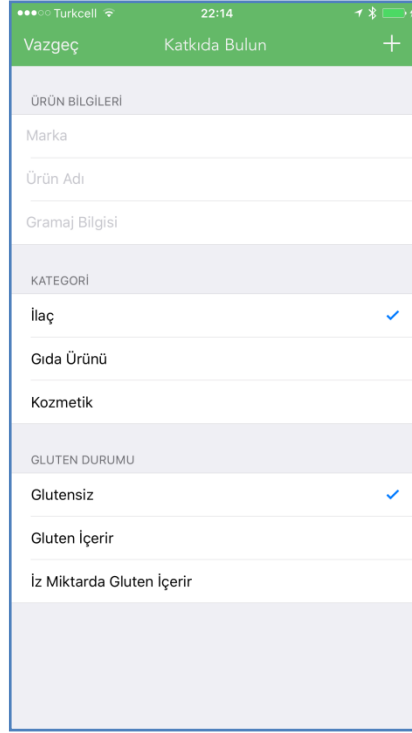 Turkcell 22:14
Vazgeç Katkıda Bulun +
ÜRÜN BİLGİLERİ
Marka
Ürün Adı
Gramaj Bilgisi
KATEGORİ
İlaç
Gıda Ürünü
Kozmetik
GLUTEN DURUMU
Glutensiz
Gluten İçerir
İz Miktarda Gluten İçerir